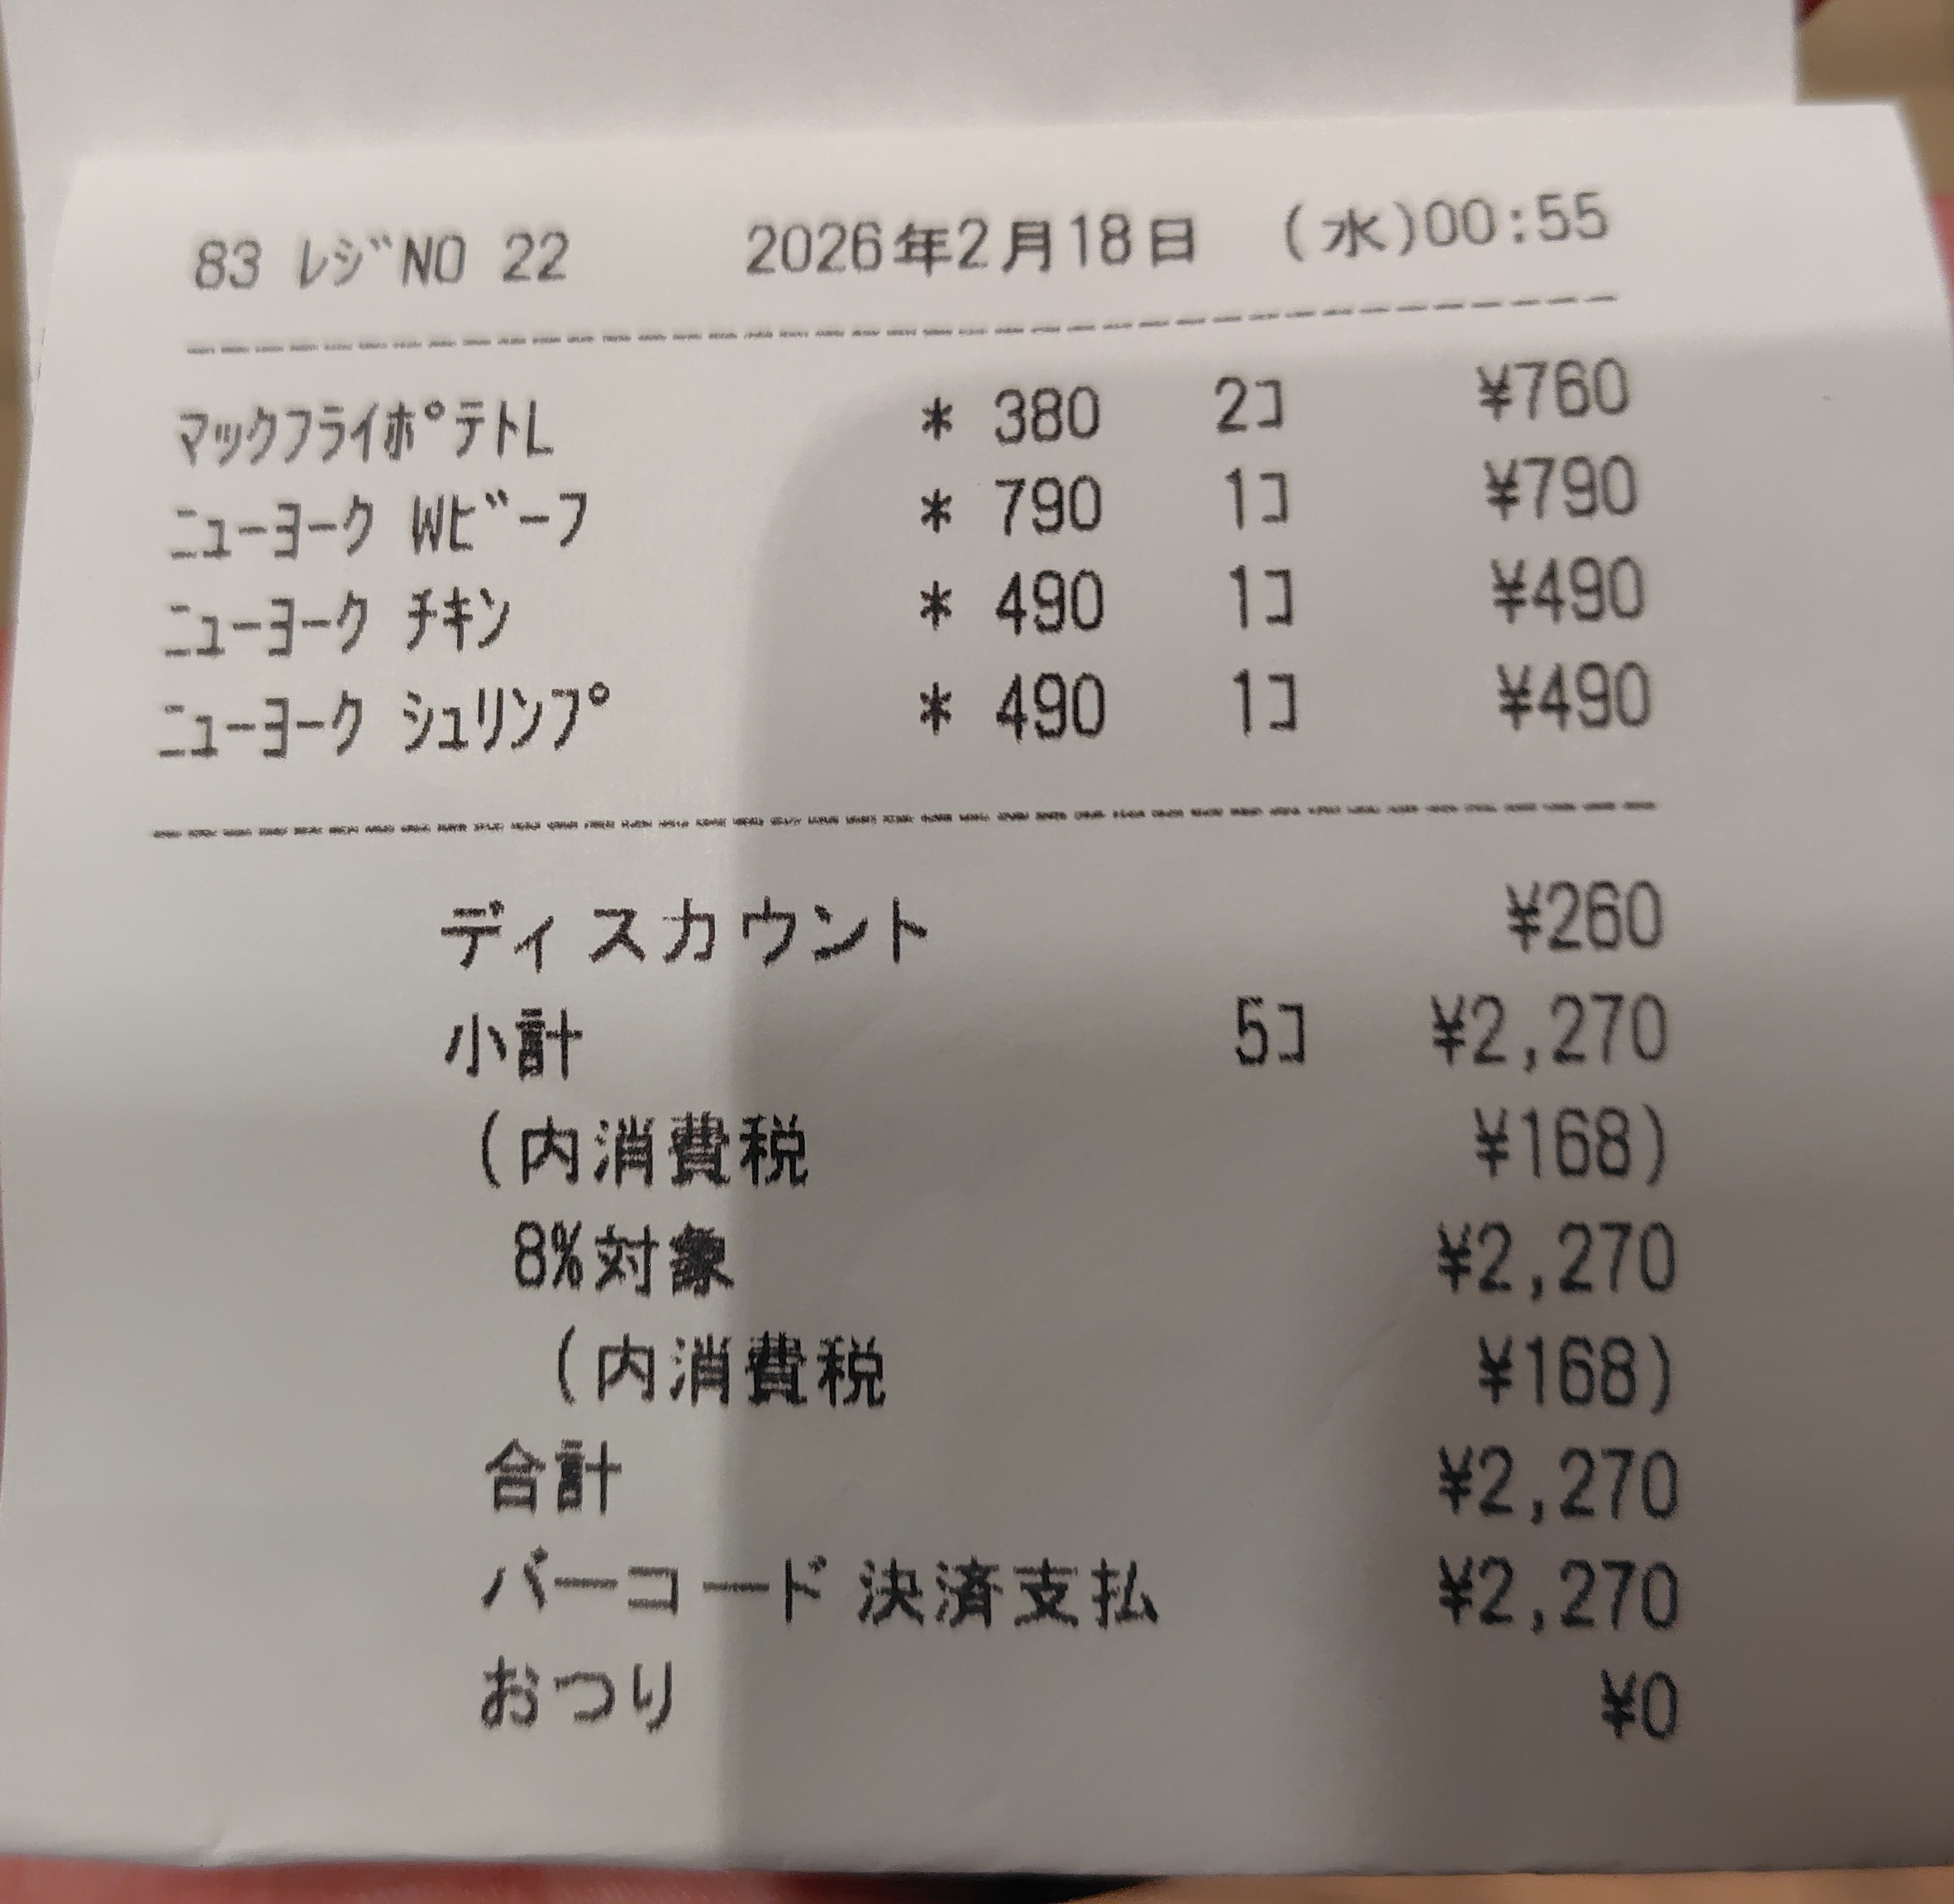 83 ﾚｼﾞNO 22 2026年2月18日 (水)00:55
ﾏｯｸﾌﾗｲﾎﾟﾃﾄL * 380 2ｺ ¥760
ﾆｭｰﾖｰｸ Wﾋﾞｰﾌ * 790 1ｺ ¥790
ﾆｭｰﾖｰｸ ﾁｷﾝ * 490 1ｺ ¥490
ﾆｭｰﾖｰｸ ｼｭﾘﾝﾌﾟ * 490 1ｺ ¥490
ディスカウント ¥260
小計 5ｺ ¥2,270
(内消費税 ¥168)
8%対象 ¥2,270
(内消費税 ¥168)
合計 ¥2,270
バーコード決済支払 ¥2,270
おつり ¥0